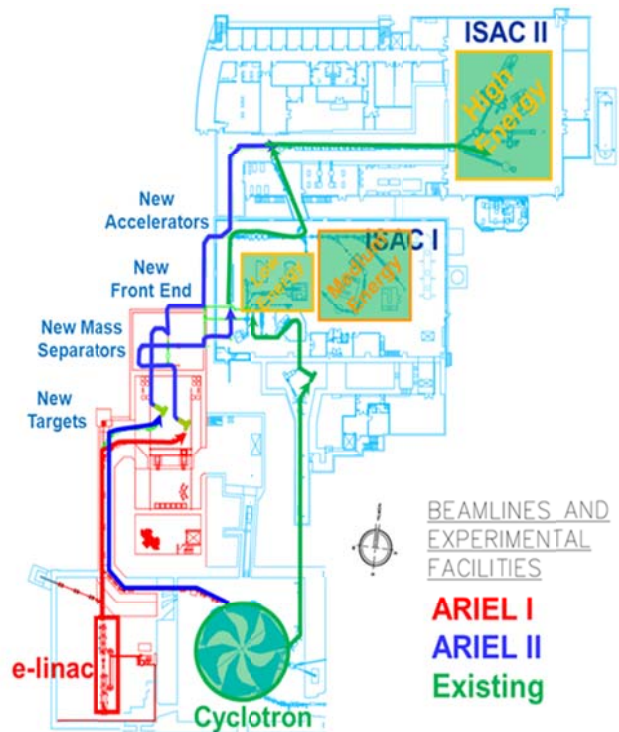 ISAC II
High
Energy
New
Accelerators
ISAC I
New
Front End
Low
Energy
Medium
Energy
New Mass
Separators
New
Targets
BEAMLINES AND
EXPERIMENTAL
FACILITIES
ARIEL I
ARIEL II
Existing
e-linac
Cyclotron